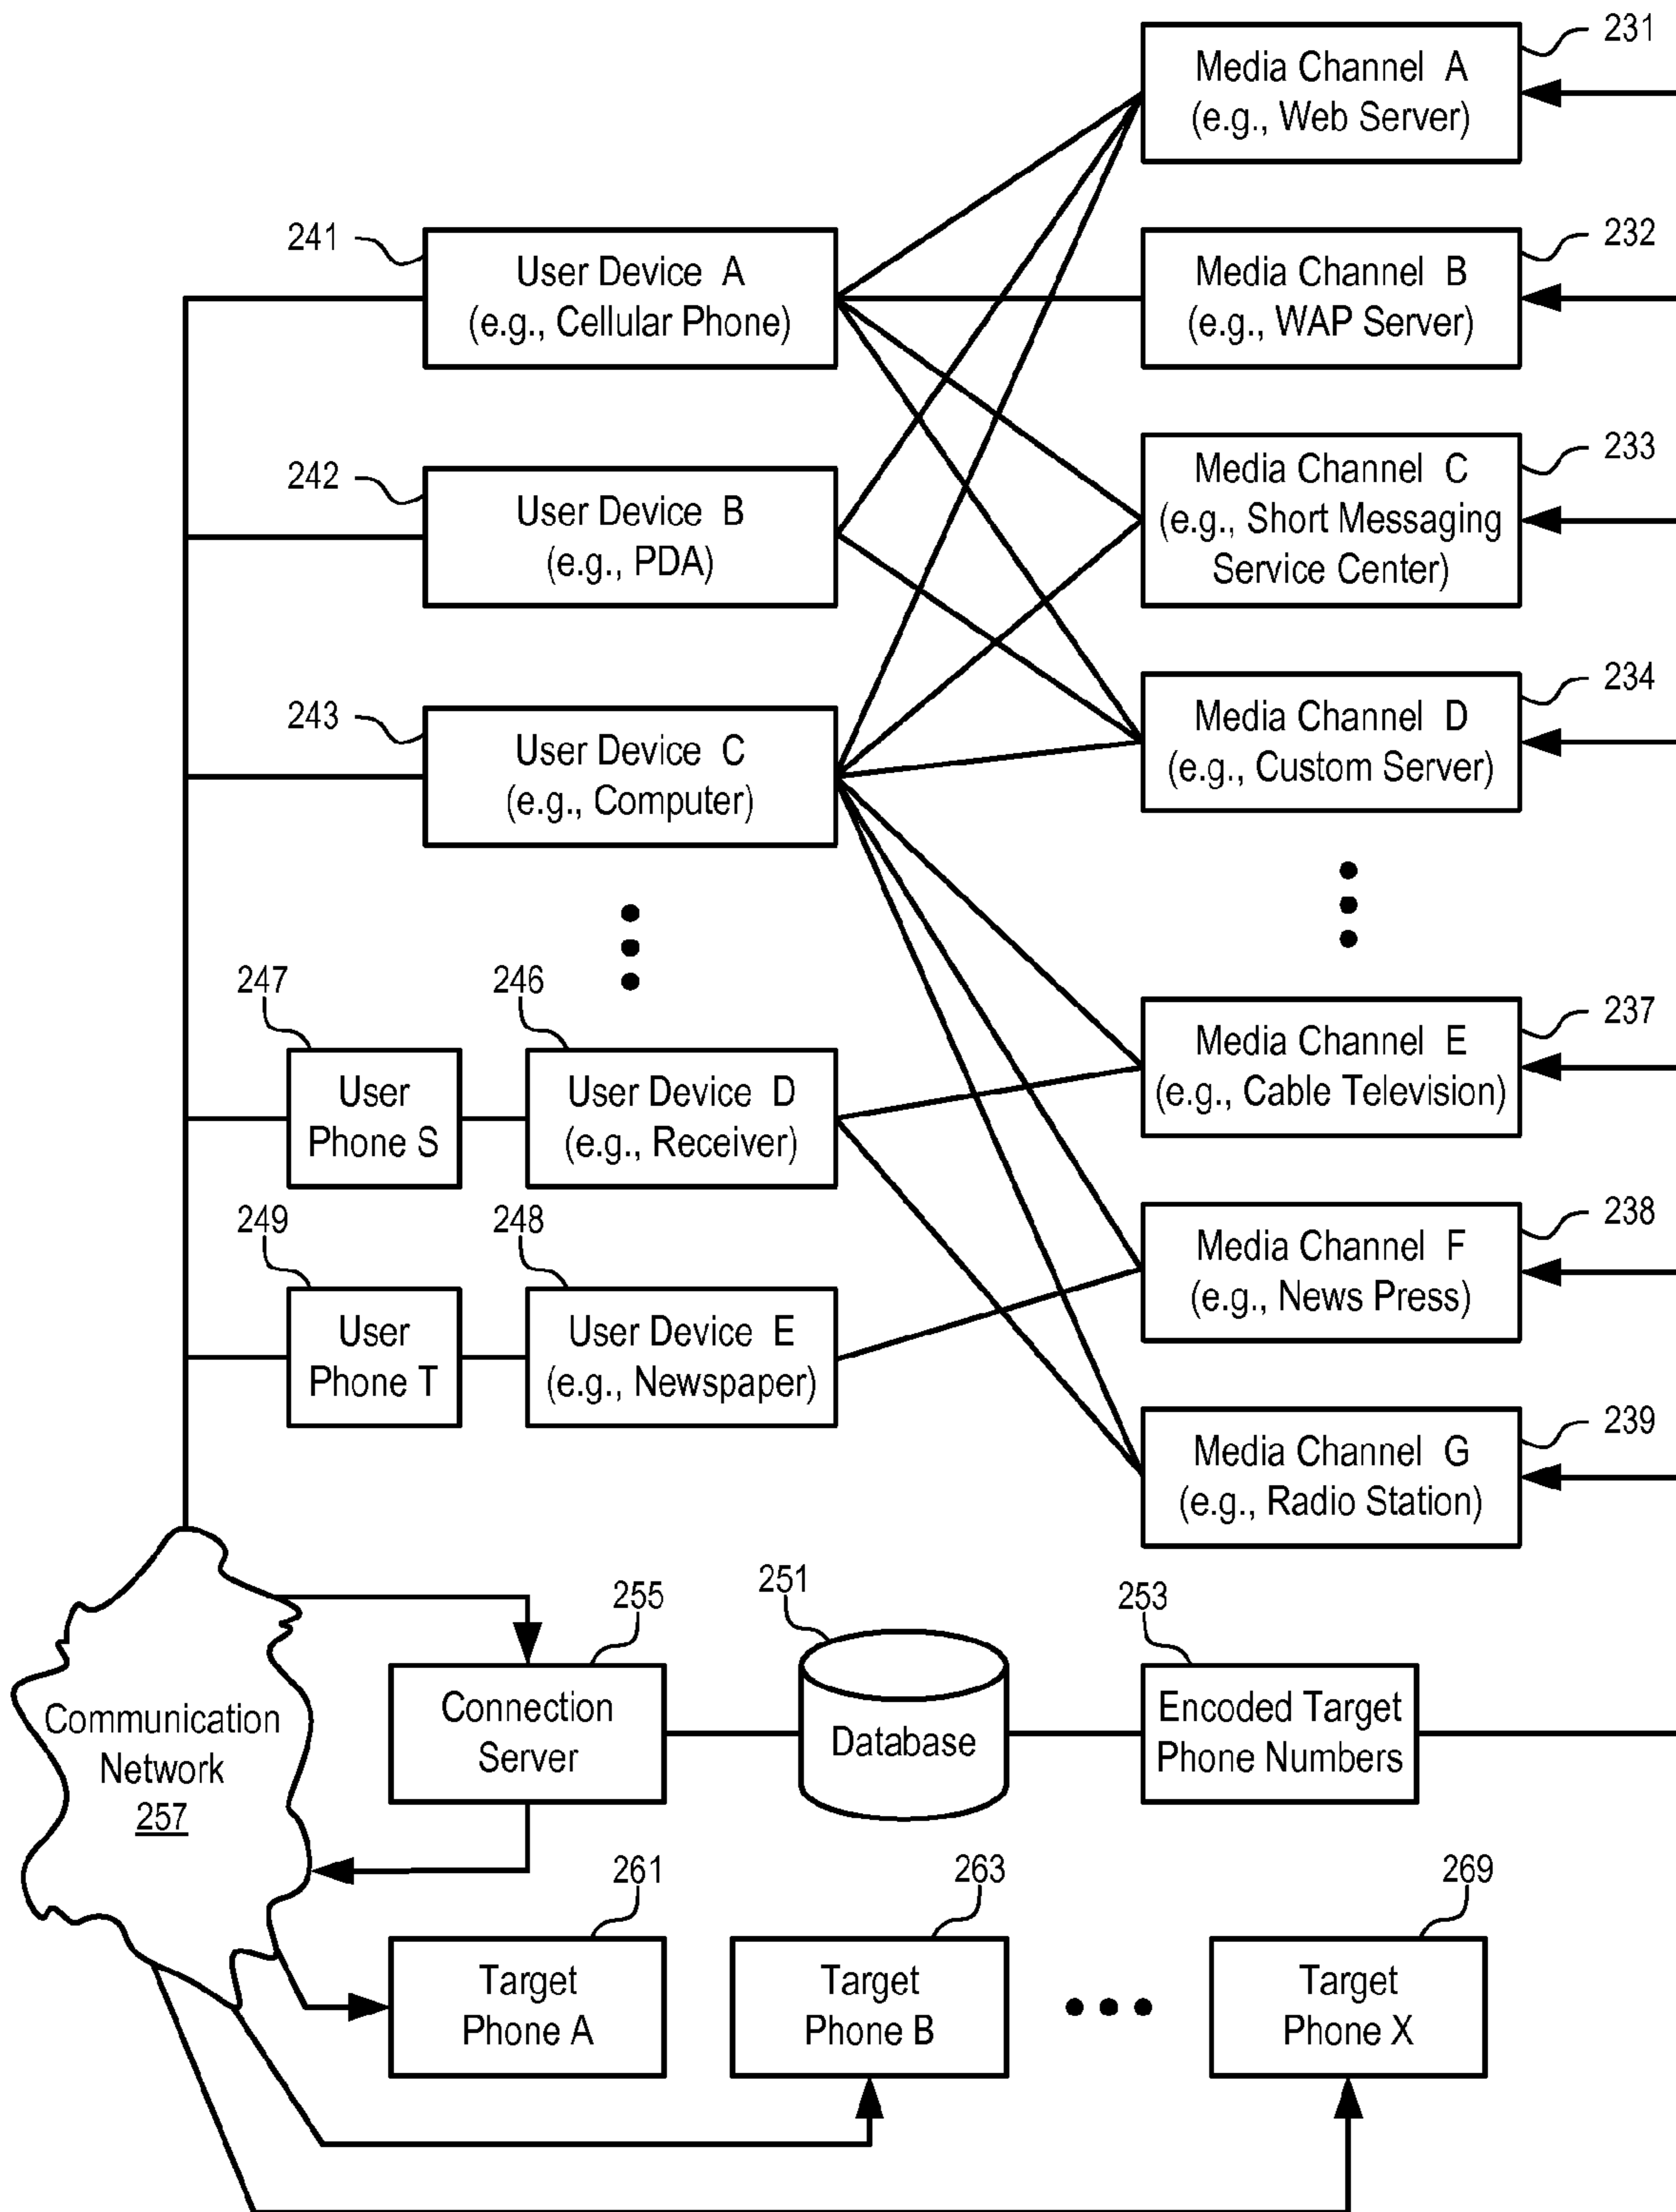 231
Media Channel A
(e.g., Web Server)
241
User Device A
(e.g., Cellular Phone)
232
Media Channel B
(e.g., WAP Server)
242
User Device B
(e.g., PDA)
233
Media Channel C
(e.g., Short Messaging
Service Center)
243
User Device C
(e.g., Computer)
234
Media Channel D
(e.g., Custom Server)
247
User
Phone S
246
User Device D
(e.g., Receiver)
237
Media Channel E
(e.g., Cable Television)
249
User
Phone T
248
User Device E
(e.g., Newspaper)
238
Media Channel F
(e.g., News Press)
239
Media Channel G
(e.g., Radio Station)
Communication
Network
257
255
Connection
Server
251
Database
253
Encoded Target
Phone Numbers
261
Target
Phone A
263
Target
Phone B
269
Target
Phone X